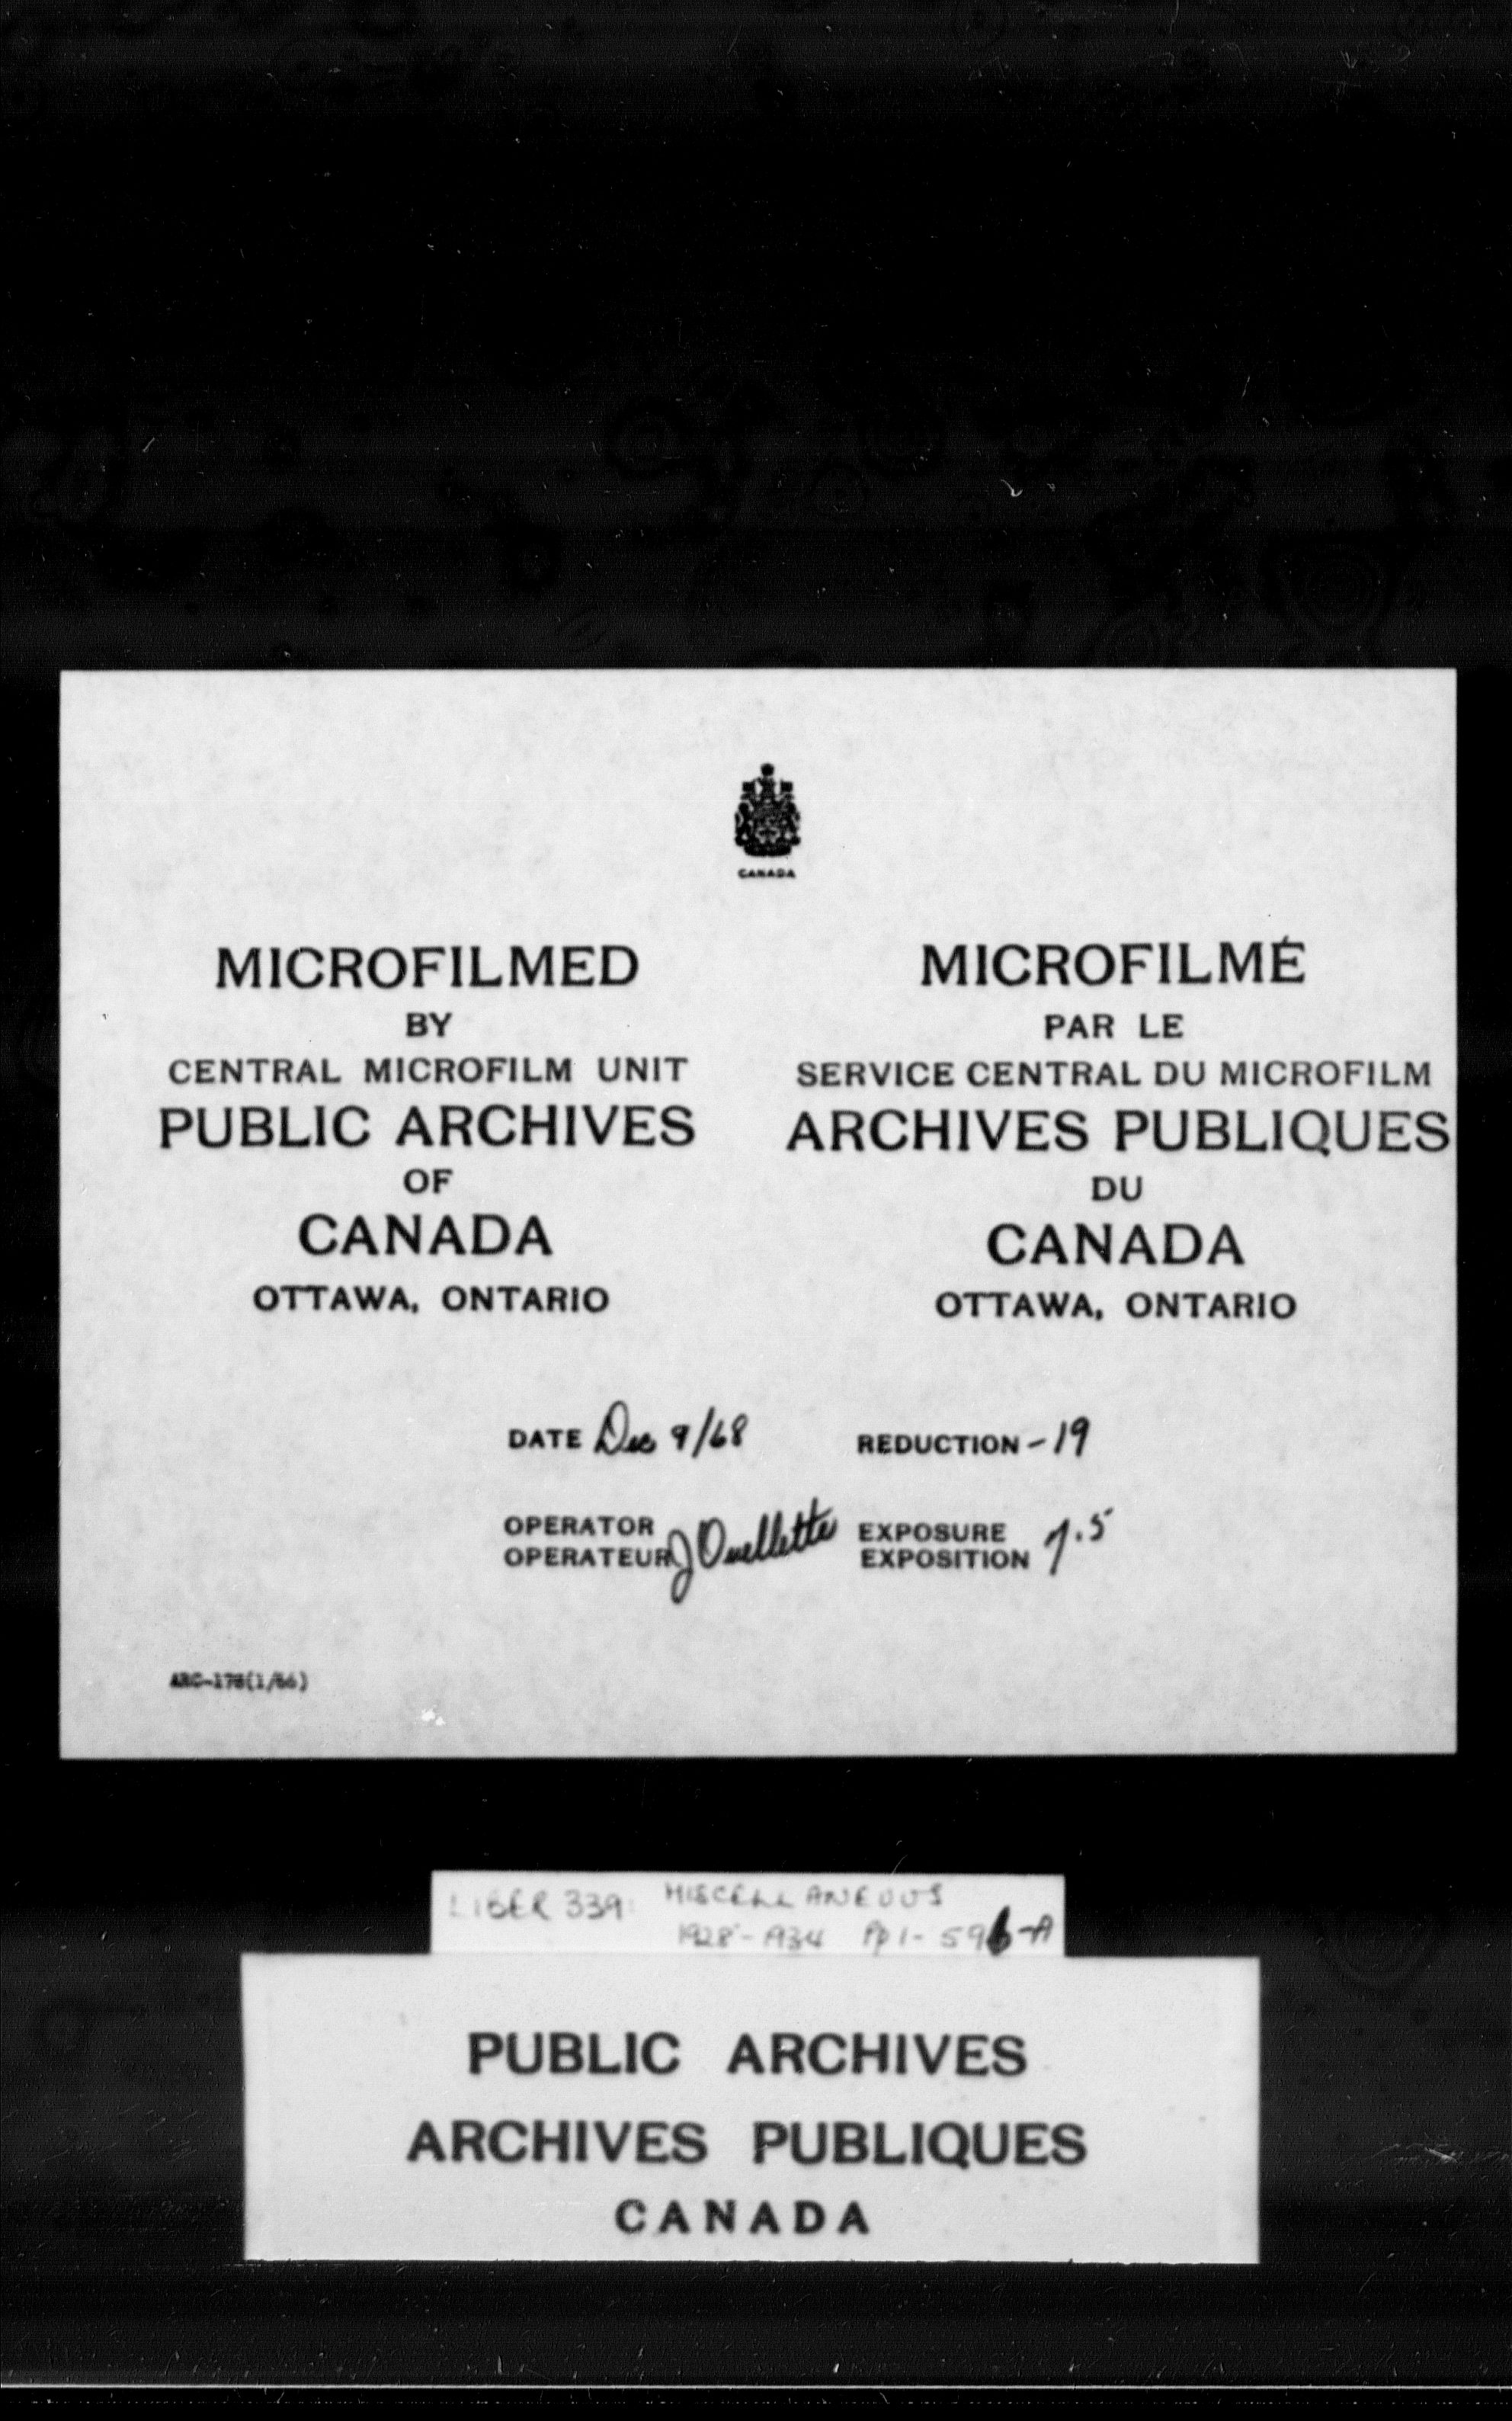 CANADA
MICROFILMED
BY
CENTRAL MICROFILM UNIT
PUBLIC ARCHIVES
OF
CANADA
OTTAWA, ONTARIO
MICROFILMÉ
PAR LE
SERVICE CENTRAL DU MICROFILM
ARCHIVES PUBLIQUES
DU
CANADA
OTTAWA, ONTARIO
DATE Dec 9/68
REDUCTION - 19
OPERATOR
OPERATEUR J Ouellette
EXPOSURE
EXPOSITION 7.5
LIBER 339 MISCELLANEOUS
1928-1934 Pp 1-596-A
PUBLIC ARCHIVES
ARCHIVES PUBLIQUES
CANADA